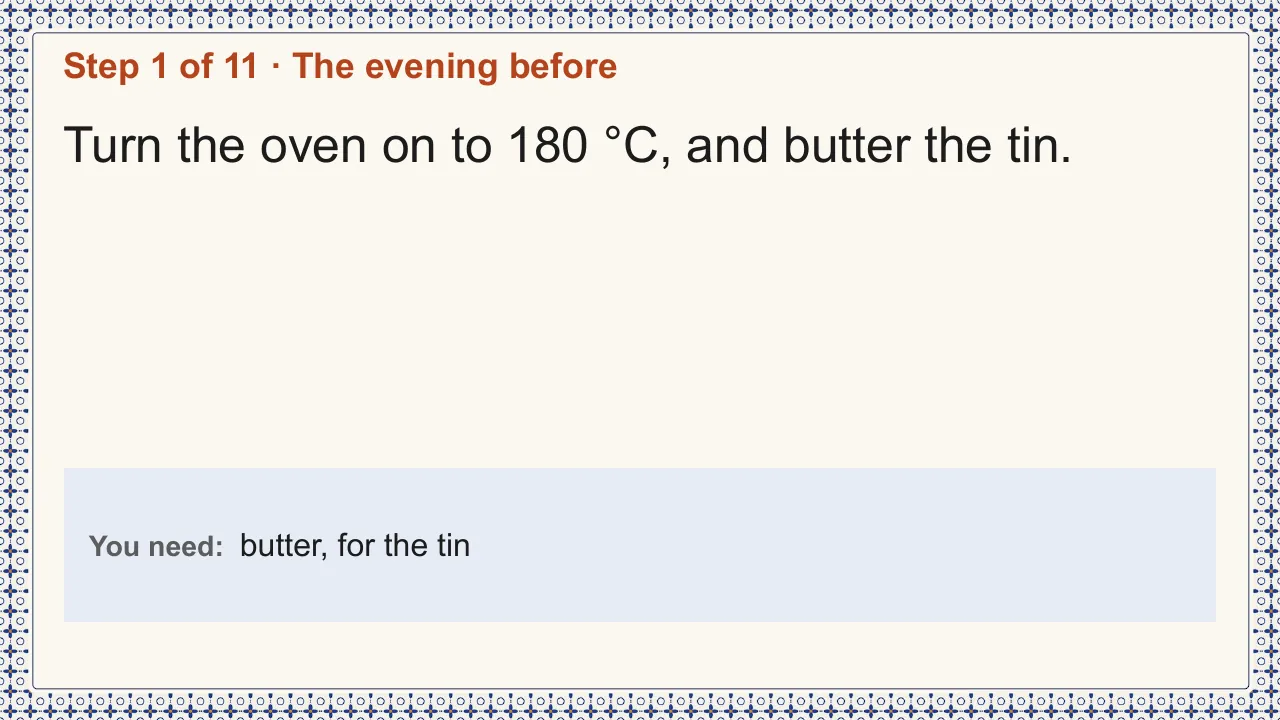 Step 1 of 11 · The evening before
Turn the oven on to 180 °C, and butter the tin.
You need: butter, for the tin